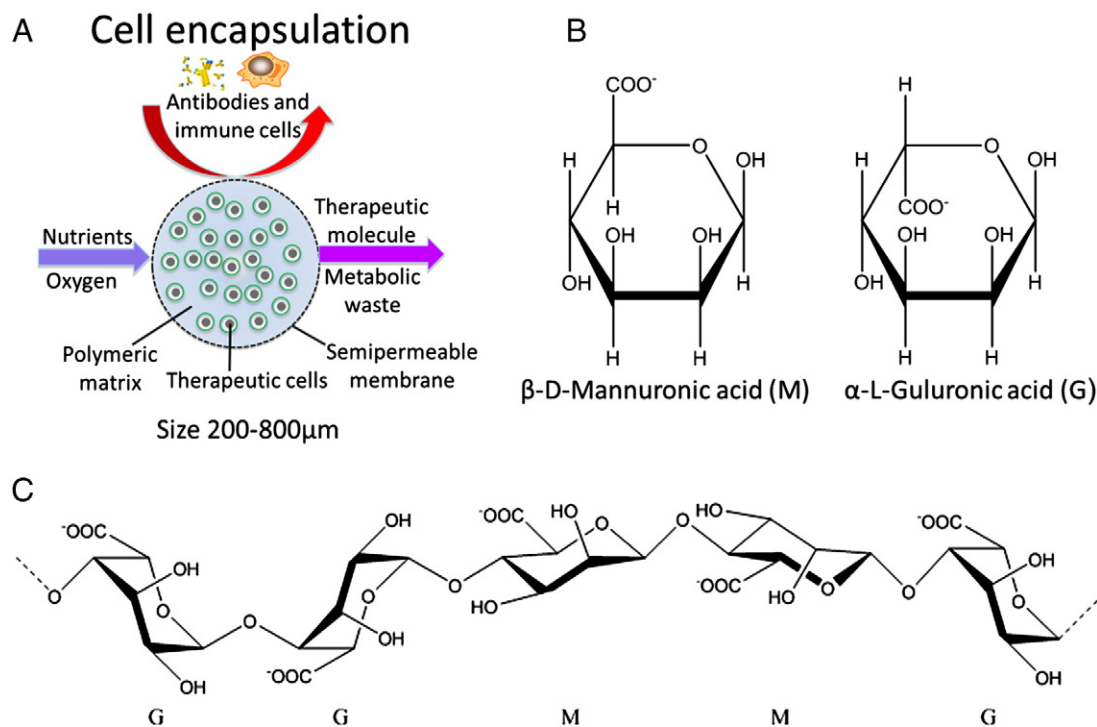 A
Cell encapsulation
Antibodies and
immune cells
Nutrients
Oxygen
Therapeutic
molecule
Metabolic
waste
Polymeric
matrix
Therapeutic cells
Semipermeable
membrane
Size 200-800µm
B
COO⁻
O
H
OH
H
OH
OH
OH
H
H
H
β-D-Mannuronic acid (M)
H
O
H
OH
COO⁻
OH
OH
OH
H
H
H
α-L-Guluronic acid (G)
C
⁻OOC
O
OH
O
OH
O
OH
O
OH
⁻OOC
O
⁻OOC
HO
O
HO
O
HO
⁻OOC
HO
O
O
⁻OOC
OH
O
OH
G G M M G